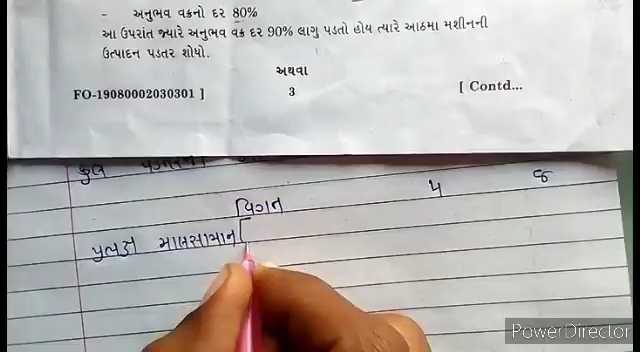 - અનુભવ વક્રનો દર 80%
આ ઉપરાંત જ્યારે અનુભવ વક્ર દર 90% લાગુ પડતો હોય ત્યારે આઠમા મશીનની
ઉત્પાદન પડતર શોધો.
અથવા
FO-19080002030301 ] 3 [ Contd...
કુલ
વિગત પ જ
પ્રત્યક્ષ માલસામાન [
PowerDirector